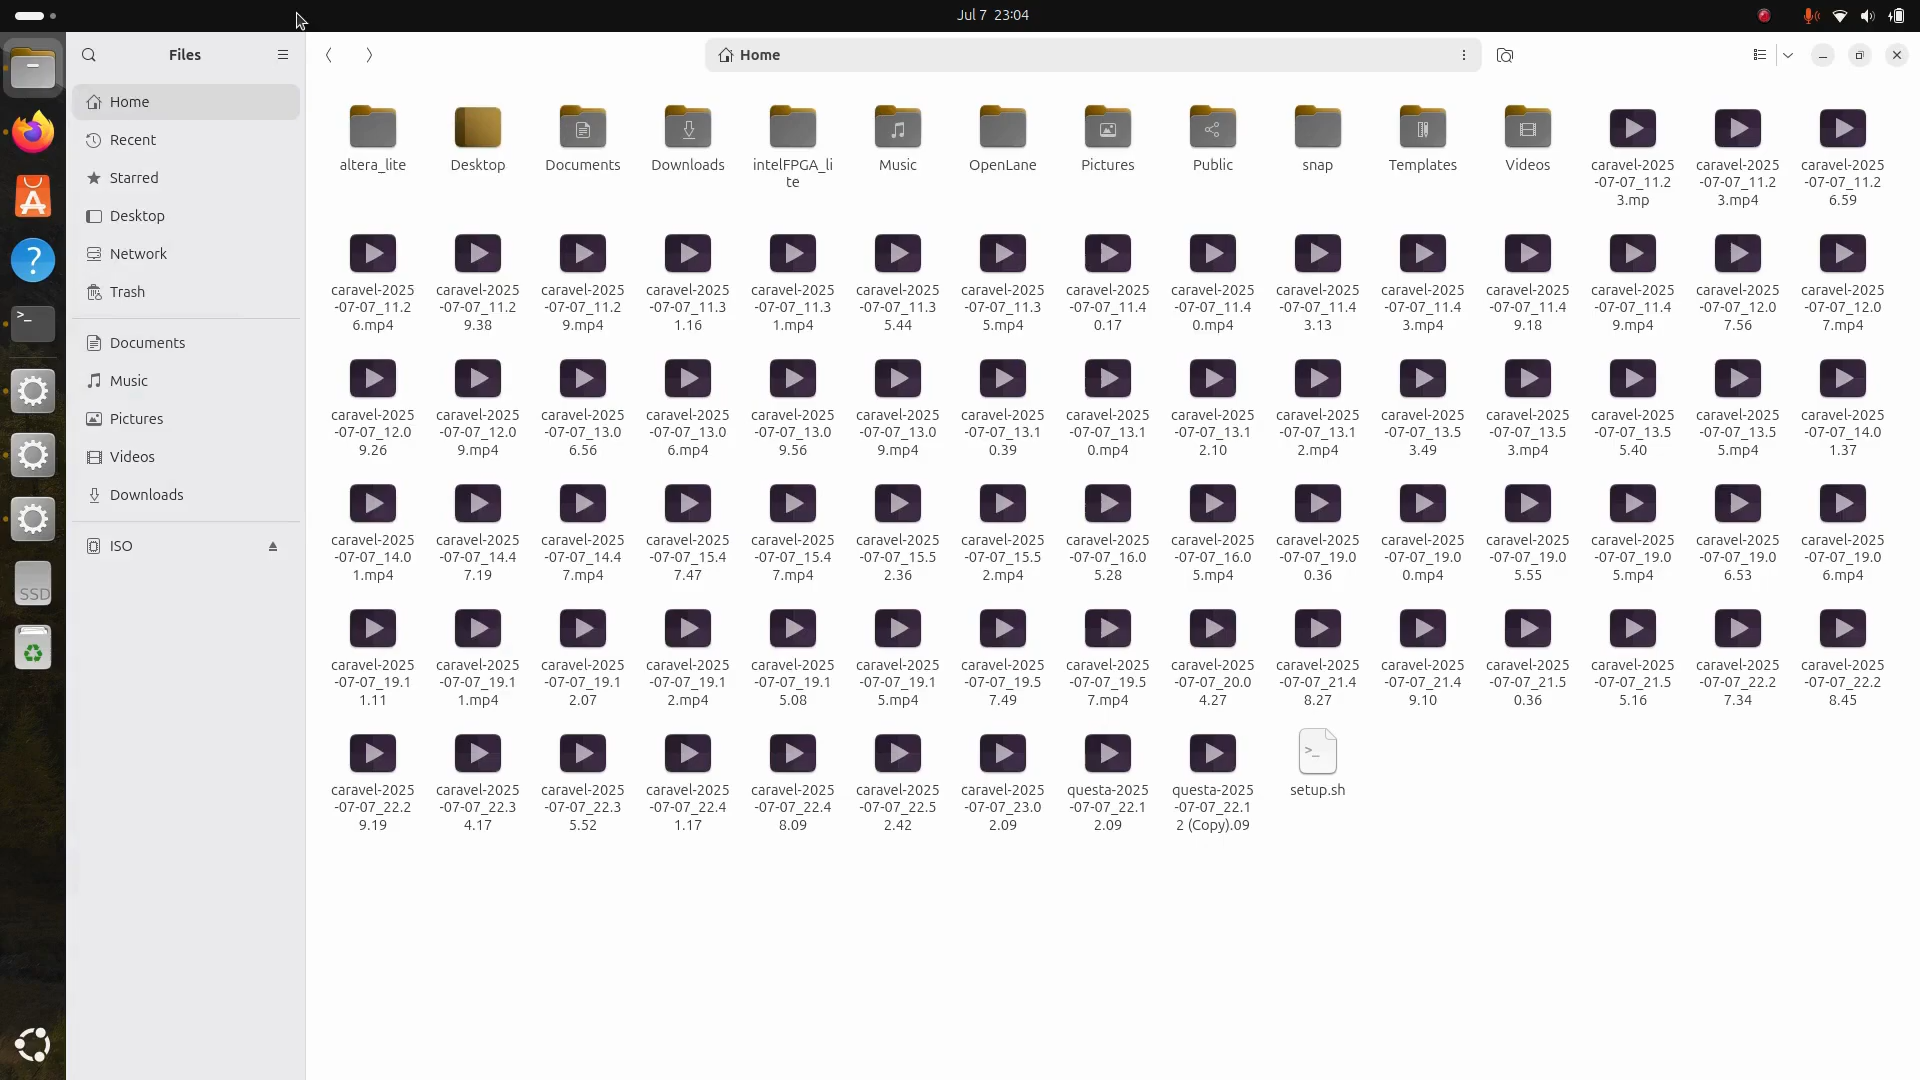 Jul 7 23:04
Files
Home
Home
Recent
Starred
Desktop
Network
Trash
Documents
Music
Pictures
Videos
Downloads
ISO
>_
SSD
altera_lite
Desktop
Documents
Downloads
intelFPGA_li
te
Music
OpenLane
Pictures
Public
snap
Templates
Videos
caravel-2025
-07-07_11.2
3.mp
caravel-2025
-07-07_11.2
3.mp4
caravel-2025
-07-07_11.2
6.59
caravel-2025
-07-07_11.2
6.mp4
caravel-2025
-07-07_11.2
9.38
caravel-2025
-07-07_11.2
9.mp4
caravel-2025
-07-07_11.3
1.16
caravel-2025
-07-07_11.3
1.mp4
caravel-2025
-07-07_11.3
5.44
caravel-2025
-07-07_11.3
5.mp4
caravel-2025
-07-07_11.4
0.17
caravel-2025
-07-07_11.4
0.mp4
caravel-2025
-07-07_11.4
3.13
caravel-2025
-07-07_11.4
3.mp4
caravel-2025
-07-07_11.4
9.18
caravel-2025
-07-07_11.4
9.mp4
caravel-2025
-07-07_12.0
7.56
caravel-2025
-07-07_12.0
7.mp4
caravel-2025
-07-07_12.0
9.26
caravel-2025
-07-07_12.0
9.mp4
caravel-2025
-07-07_13.0
6.56
caravel-2025
-07-07_13.0
6.mp4
caravel-2025
-07-07_13.0
9.56
caravel-2025
-07-07_13.0
9.mp4
caravel-2025
-07-07_13.1
0.39
caravel-2025
-07-07_13.1
0.mp4
caravel-2025
-07-07_13.1
2.10
caravel-2025
-07-07_13.1
2.mp4
caravel-2025
-07-07_13.5
3.49
caravel-2025
-07-07_13.5
3.mp4
caravel-2025
-07-07_13.5
5.40
caravel-2025
-07-07_13.5
5.mp4
caravel-2025
-07-07_14.0
1.37
caravel-2025
-07-07_14.0
1.mp4
caravel-2025
-07-07_14.4
7.19
caravel-2025
-07-07_14.4
7.mp4
caravel-2025
-07-07_15.4
7.47
caravel-2025
-07-07_15.4
7.mp4
caravel-2025
-07-07_15.5
2.36
caravel-2025
-07-07_15.5
2.mp4
caravel-2025
-07-07_16.0
5.28
caravel-2025
-07-07_16.0
5.mp4
caravel-2025
-07-07_19.0
0.36
caravel-2025
-07-07_19.0
0.mp4
caravel-2025
-07-07_19.0
5.55
caravel-2025
-07-07_19.0
5.mp4
caravel-2025
-07-07_19.0
6.53
caravel-2025
-07-07_19.0
6.mp4
caravel-2025
-07-07_19.1
1.11
caravel-2025
-07-07_19.1
1.mp4
caravel-2025
-07-07_19.1
2.07
caravel-2025
-07-07_19.1
2.mp4
caravel-2025
-07-07_19.1
5.08
caravel-2025
-07-07_19.1
5.mp4
caravel-2025
-07-07_19.5
7.49
caravel-2025
-07-07_19.5
7.mp4
caravel-2025
-07-07_20.0
4.27
caravel-2025
-07-07_21.4
8.27
caravel-2025
-07-07_21.4
9.10
caravel-2025
-07-07_21.5
0.36
caravel-2025
-07-07_21.5
5.16
caravel-2025
-07-07_22.2
7.34
caravel-2025
-07-07_22.2
8.45
caravel-2025
-07-07_22.2
9.19
caravel-2025
-07-07_22.3
4.17
caravel-2025
-07-07_22.3
5.52
caravel-2025
-07-07_22.4
1.17
caravel-2025
-07-07_22.4
8.09
caravel-2025
-07-07_22.5
2.42
caravel-2025
-07-07_23.0
2.09
questa-2025
-07-07_22.1
2.09
questa-2025
-07-07_22.1
2 (Copy).09
>_
setup.sh